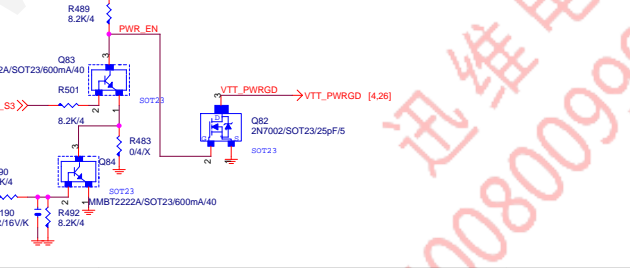 R489
8.2K/4
PWR_EN
3
Q83
2A/SOT23/600mA/40
R501
_S3
2
1
SOT23
8.2K/4
3
VTT_PWRGD
VTT_PWRGD [4,26]
D
G
S
Q82
2N7002/SOT23/25pF/5
SOT23
2
1
R483
0/4/X
3
Q84
90
K/4
SOT23
2
1
MMBT2222A/SOT23/600mA/40
190
/16V/K
R492
8.2K/4
迅维电